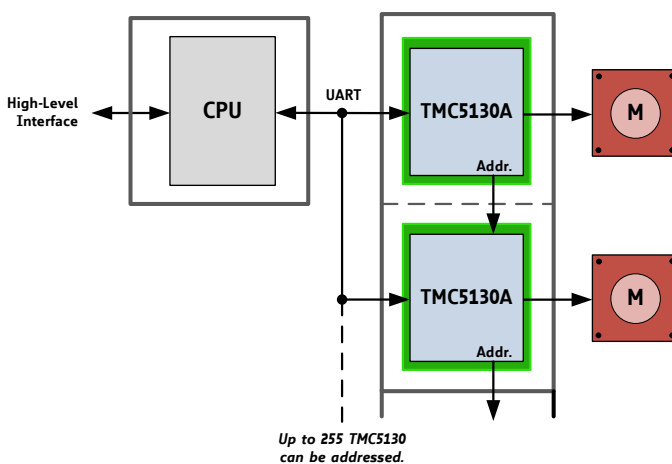 High-Level
Interface
CPU
UART
TMC5130A
Addr.
M
TMC5130A
Addr.
M
Up to 255 TMC5130
can be addressed.